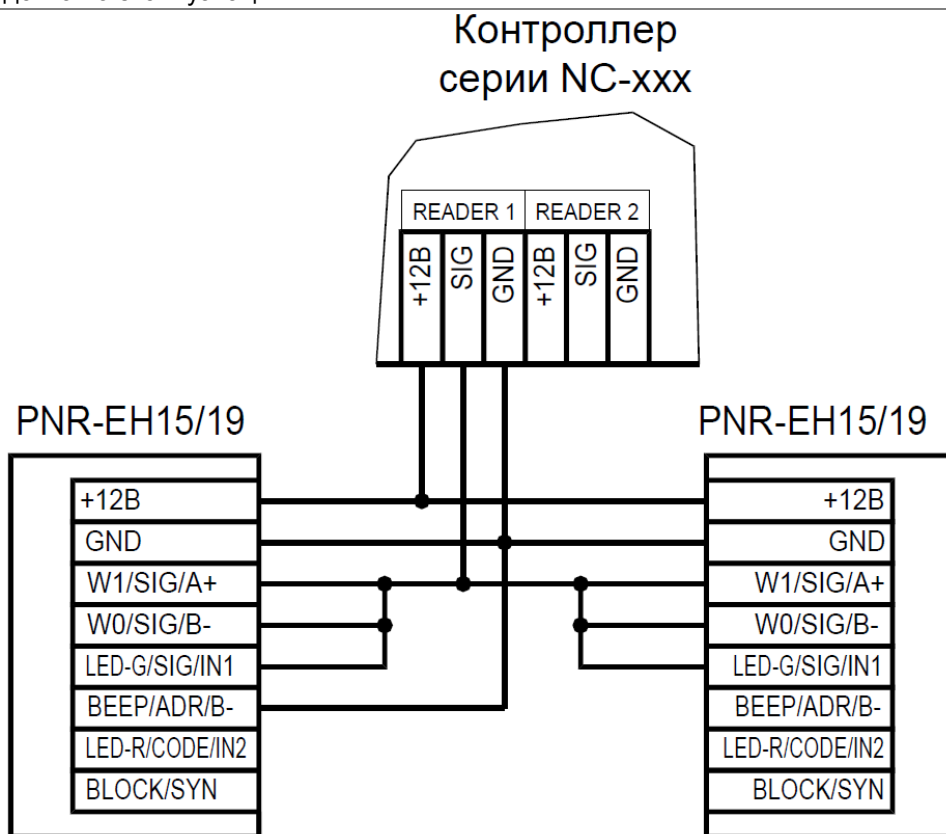 Контроллер
серии NC-xxx
READER 1 READER 2
+12В SIG GND +12В SIG GND
PNR-EH15/19
+12В
GND
W1/SIG/A+
W0/SIG/B-
LED-G/SIG/IN1
BEEP/ADR/B-
LED-R/CODE/IN2
BLOCK/SYN
PNR-EH15/19
+12В
GND
W1/SIG/A+
W0/SIG/B-
LED-G/SIG/IN1
BEEP/ADR/B-
LED-R/CODE/IN2
BLOCK/SYN